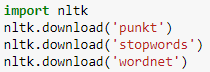 import nltk
nltk.download('punkt')
nltk.download('stopwords')
nltk.download('wordnet')